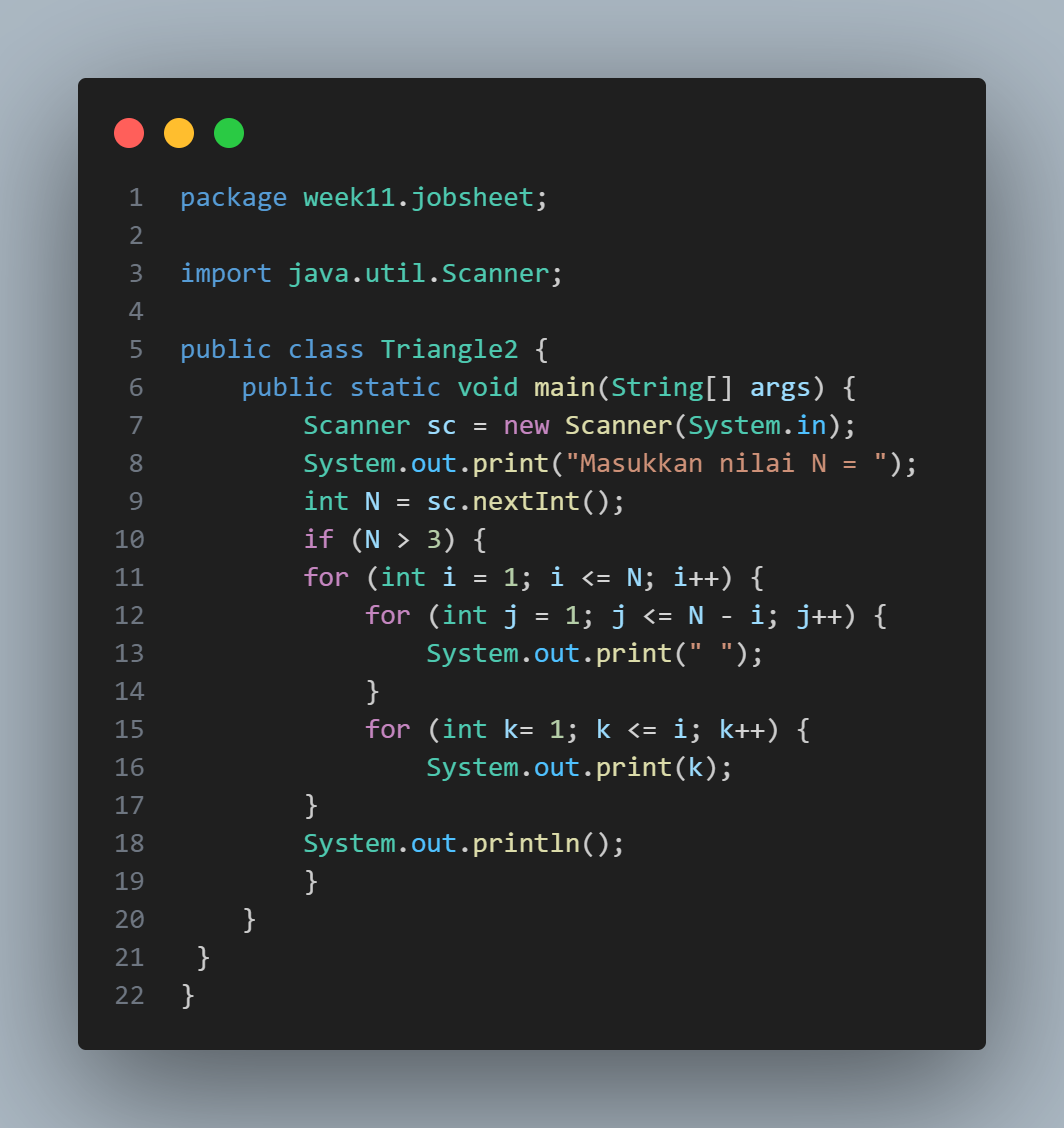 1 package week11.jobsheet;
2
3 import java.util.Scanner;
4
5 public class Triangle2 {
6     public static void main(String[] args) {
7         Scanner sc = new Scanner(System.in);
8         System.out.print("Masukkan nilai N = ");
9         int N = sc.nextInt();
10         if (N > 3) {
11         for (int i = 1; i <= N; i++) {
12             for (int j = 1; j <= N - i; j++) {
13                 System.out.print(" ");
14             }
15             for (int k= 1; k <= i; k++) {
16                 System.out.print(k);
17         }
18         System.out.println();
19         }
20     }
21  }
22 }